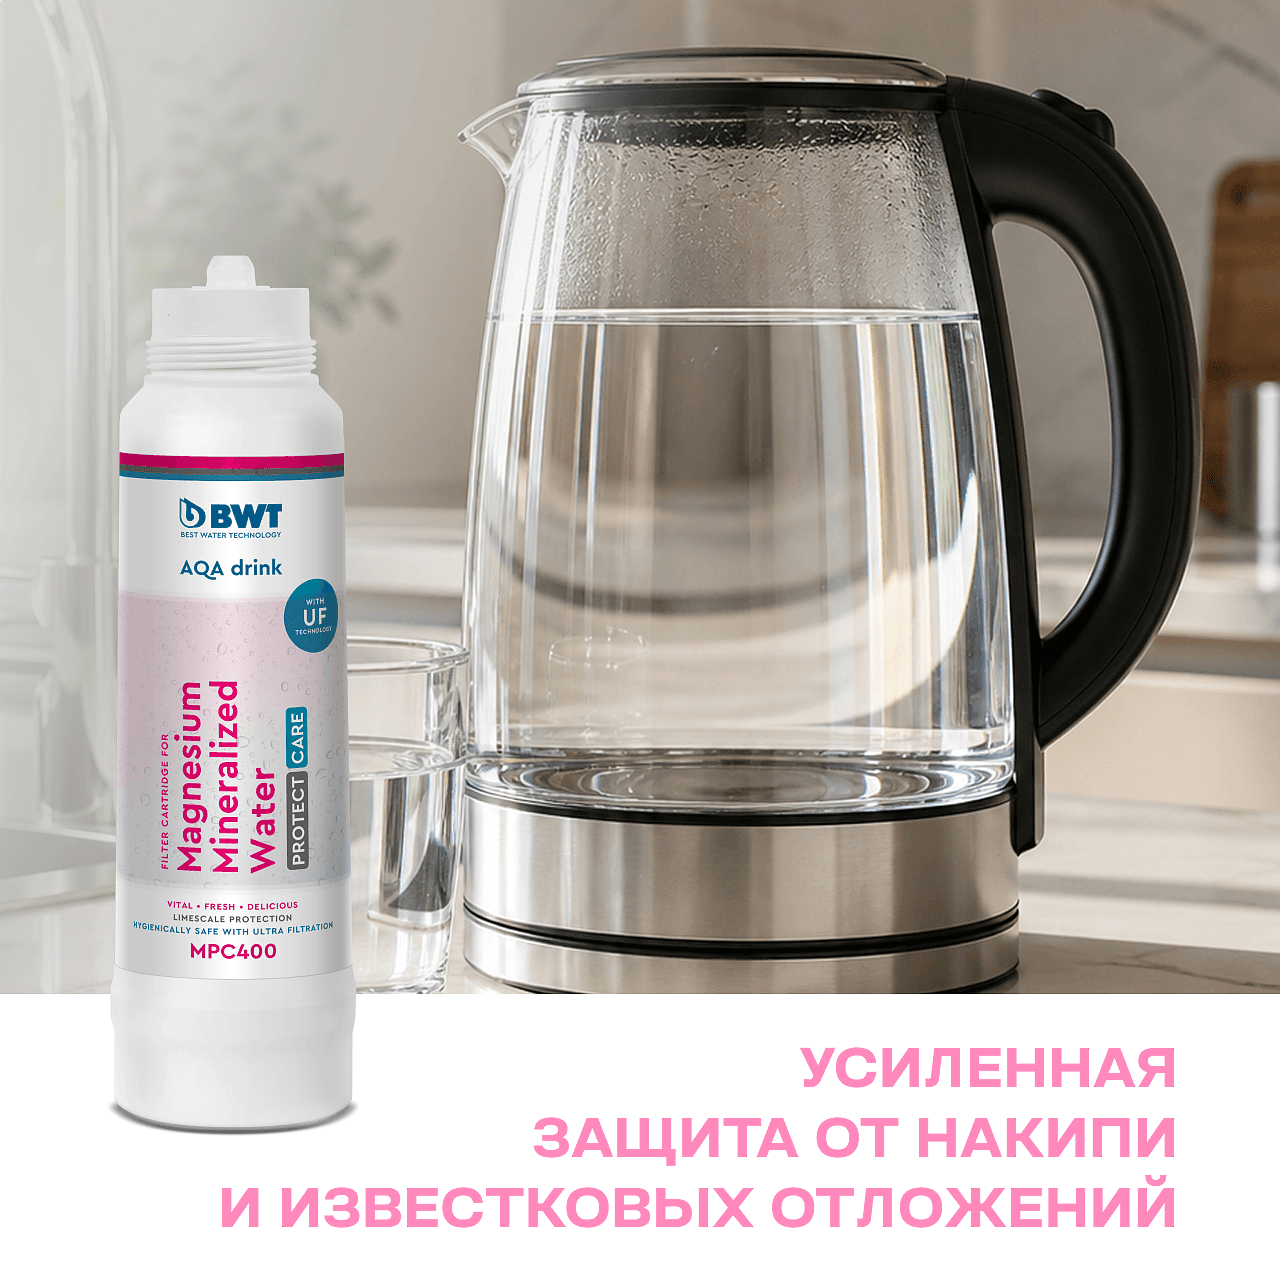 BWT
BEST WATER TECHNOLOGY
AQA drink
WITH
UF
TECHNOLOGY
FILTER CARTRIDGE FOR
Magnesium
Mineralized
Water
PROTECT CARE
VITAL • FRESH • DELICIOUS
LIMESCALE PROTECTION
HYGIENICALLY SAFE WITH ULTRA FILTRATION
MPC400
УСИЛЕННАЯ
ЗАЩИТА ОТ НАКИПИ
И ИЗВЕСТКОВЫХ ОТЛОЖЕНИЙ